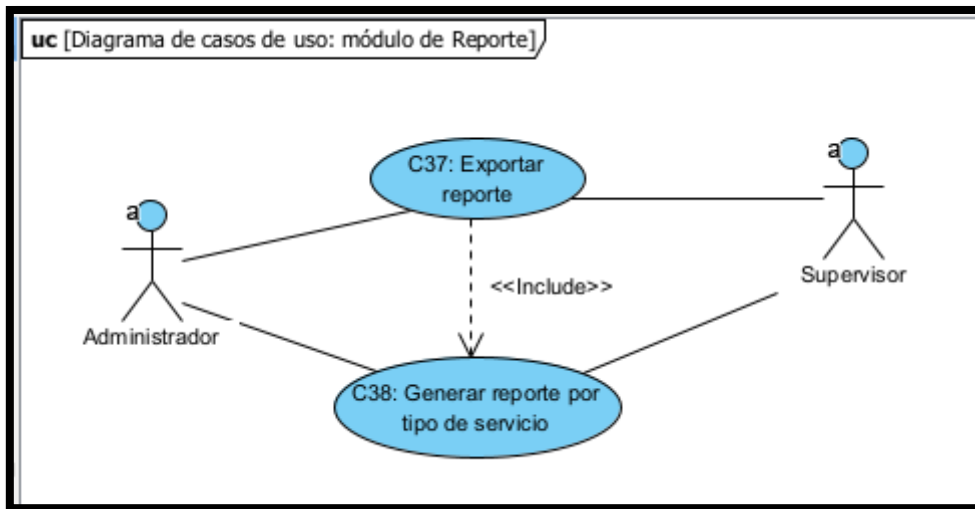 uc [Diagrama de casos de uso: módulo de Reporte]
C37: Exportar
reporte
a
Supervisor
a
Administrador
<<Include>>
C38: Generar reporte por
tipo de servicio